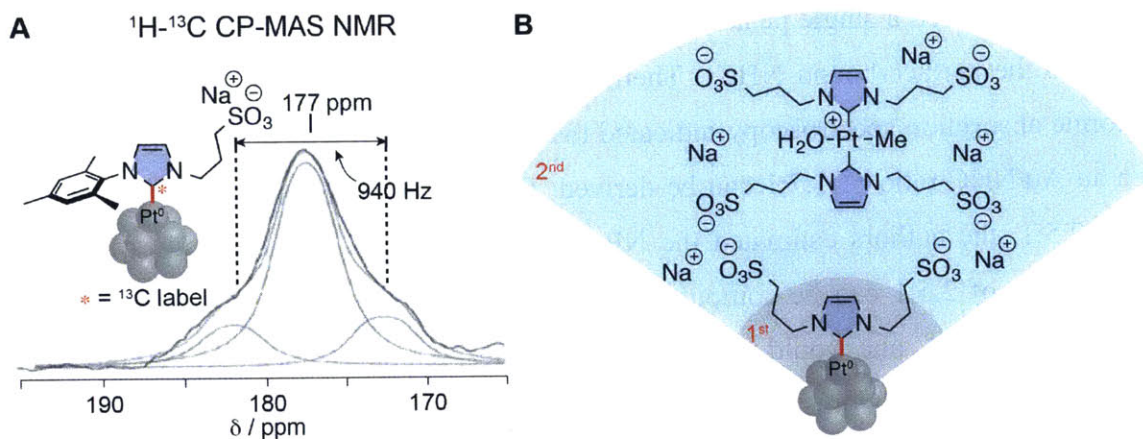 A
¹H-¹³C CP-MAS NMR
Na⊕
SO₃⊖
177 ppm
N
N
*
940 Hz
Pt⁰
* = ¹³C label
190
180
170
δ / ppm
B
⊖
O₃S
Na⊕
⊖
SO₃
N
N
⊕
H₂O-Pt-Me
Na⊕
Na⊕
2nd
N
N
O₃S
SO₃
⊖
⊖
Na⊕
⊖
O₃S
⊖
SO₃
Na⊕
1st
N
N
Pt⁰